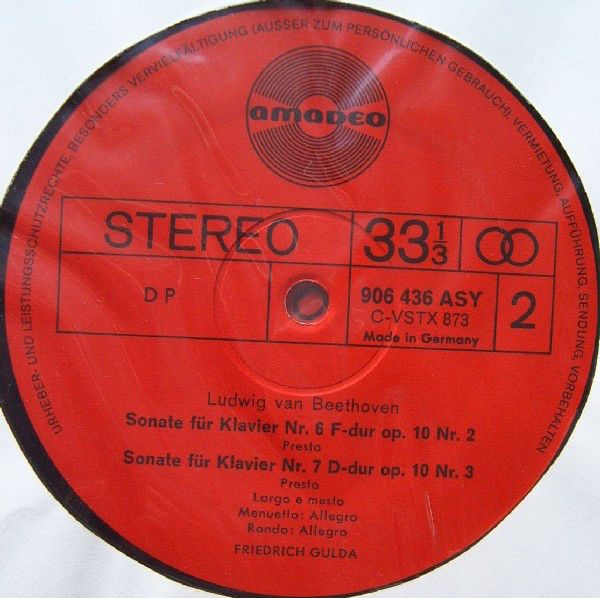 URHEBER- UND LEISTUNGSSCHUTZRECHTE, BESONDERS VERVIELFÄLTIGUNG (AUSSER ZUM PERSÖNLICHEN GEBRAUCH), VERMIETUNG, AUFFÜHRUNG, SENDUNG, VORBEHALTEN
amadeo
STEREO 33 1/3
DP 906 436 ASY 2
C-VSTX 873
Made in Germany
Ludwig van Beethoven
Sonate für Klavier Nr. 6 F-dur op. 10 Nr. 2
Presto
Sonate für Klavier Nr. 7 D-dur op. 10 Nr. 3
Presto
Largo e mesto
Menuetto: Allegro
Rondo: Allegro
FRIEDRICH GULDA